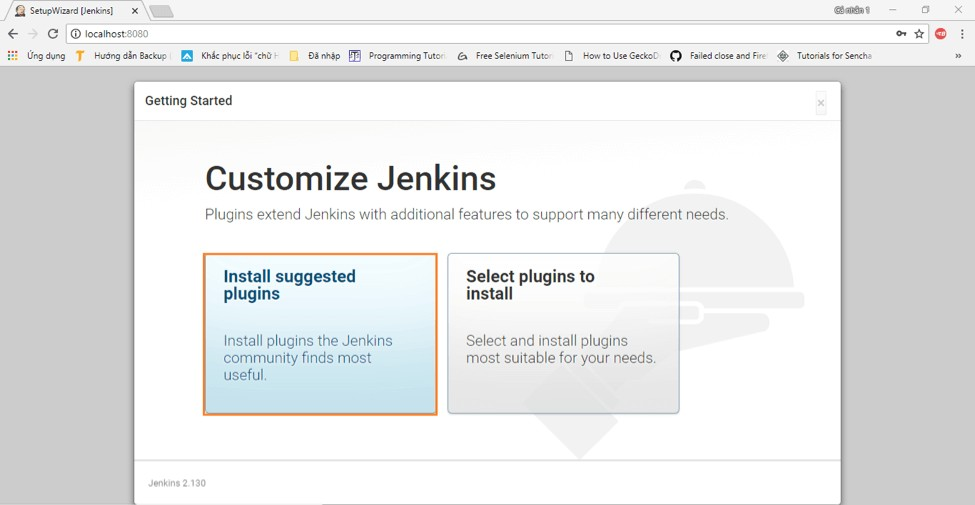 SetupWizard [Jenkins]
Cá nhân 1
localhost:8080
Ứng dụng
Hướng dẫn Backup
Khắc phục lỗi "chữ H
Đã nhập
Programming Tutor
Free Selenium Tutor
How to Use GeckoD
Failed close and Fire
Tutorials for Sencha
Getting Started
Customize Jenkins
Plugins extend Jenkins with additional features to support many different needs.
Install suggested
plugins
Install plugins the Jenkins
community finds most
useful.
Select plugins to
install
Select and install plugins
most suitable for your needs.
Jenkins 2.130